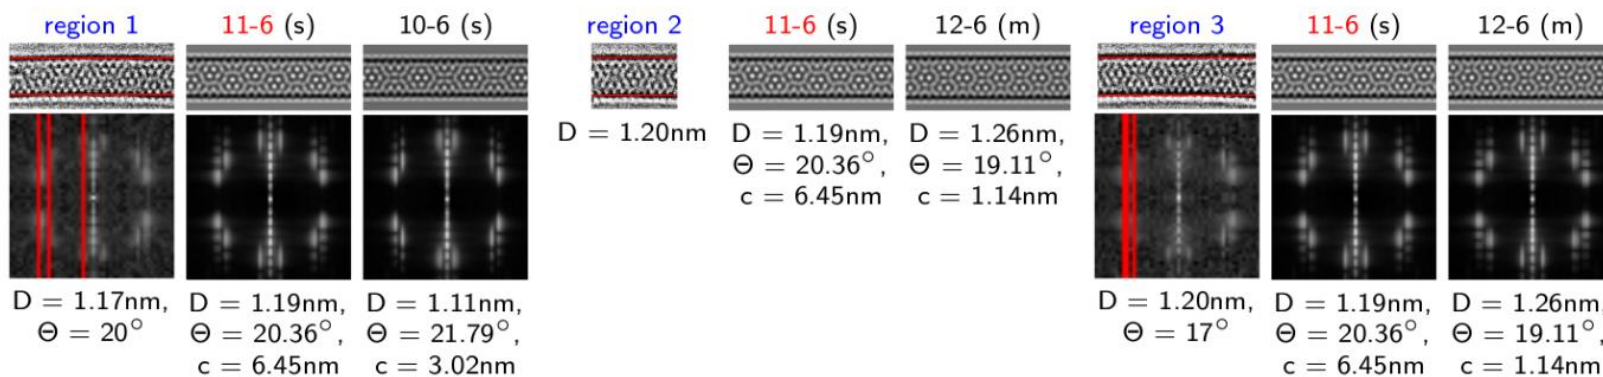 region 1
11-6 (s)
10-6 (s)
region 2
11-6 (s)
12-6 (m)
region 3
11-6 (s)
12-6 (m)
D = 1.17nm,
Θ = 20°
D = 1.19nm,
Θ = 20.36°,
c = 6.45nm
D = 1.11nm,
Θ = 21.79°,
c = 3.02nm
D = 1.20nm
D = 1.19nm,
Θ = 20.36°,
c = 6.45nm
D = 1.26nm,
Θ = 19.11°,
c = 1.14nm
D = 1.20nm,
Θ = 17°
D = 1.19nm,
Θ = 20.36°,
c = 6.45nm
D = 1.26nm,
Θ = 19.11°,
c = 1.14nm